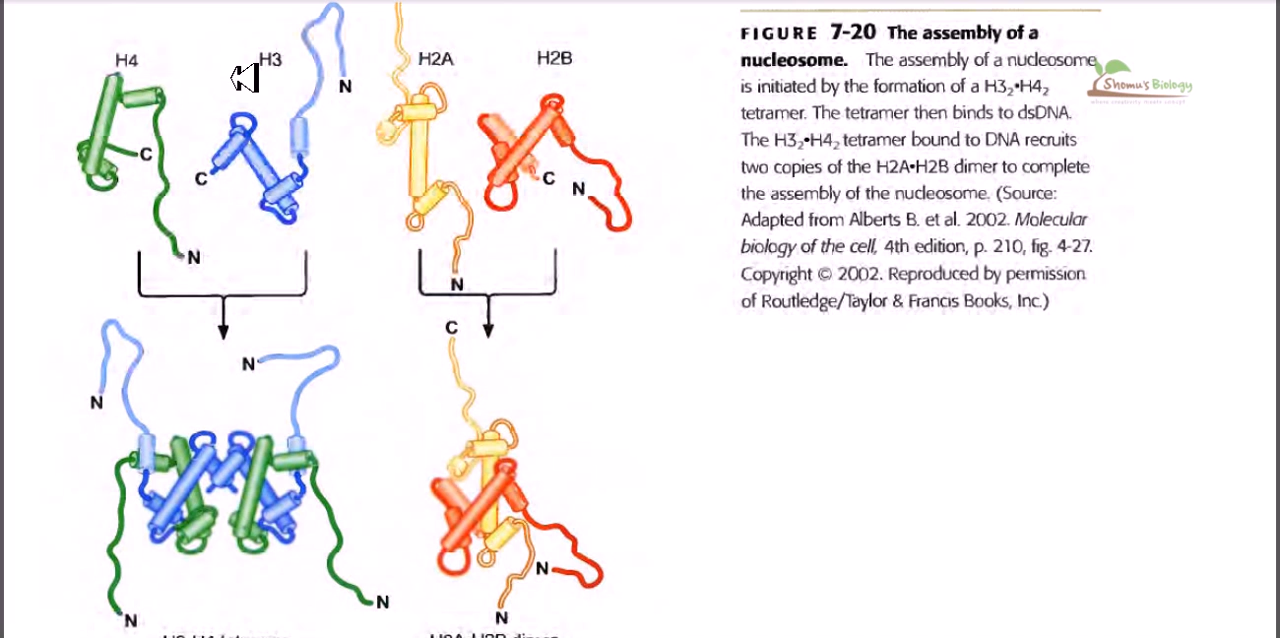 H4
H3
H2A
H2B
N
C
C
N
C
N
N
C
N
N
N
N
N
N
FIGURE 7-20 The assembly of a
nucleosome. The assembly of a nucleosome
is initiated by the formation of a H3₂•H4₂
tetramer. The tetramer then binds to dsDNA.
The H3₂•H4₂ tetramer bound to DNA recruits
two copies of the H2A•H2B dimer to complete
the assembly of the nucleosome. (Source:
Adapted from Alberts B. et al. 2002. Molecular
biology of the cell, 4th edition, p. 210, fig. 4-27.
Copyright © 2002. Reproduced by permission
of Routledge/Taylor & Francis Books, Inc.)
Shomu's Biology